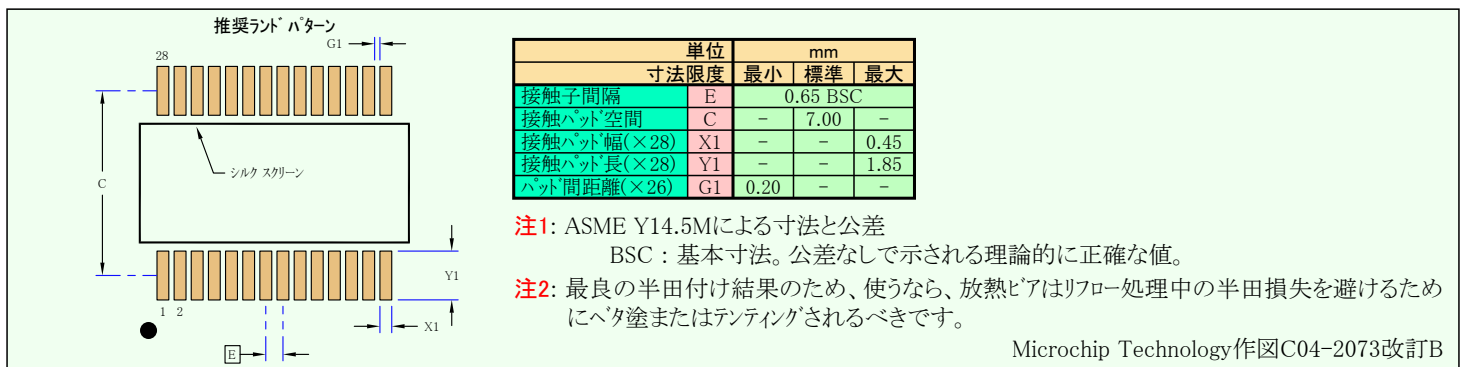 推奨ランド パターン
G1
28
C
シルク スクリーン
Y1
1 2
X1
E
単位 mm
寸法限度 最小 標準 最大
接触子間隔 E 0.65 BSC
接触パッド空間 C − 7.00 −
接触パッド幅(×28) X1 − − 0.45
接触パッド長(×28) Y1 − − 1.85
パッド間距離(×26) G1 0.20 − −
注1: ASME Y14.5Mによる寸法と公差
BSC : 基本寸法。公差なしで示される理論的に正確な値。
注2: 最良の半田付け結果のため、使うなら、放熱ビアはリフロー処理中の半田損失を避けるため
にベタ塗またはテンティングされるべきです。
Microchip Technology作図C04-2073改訂B